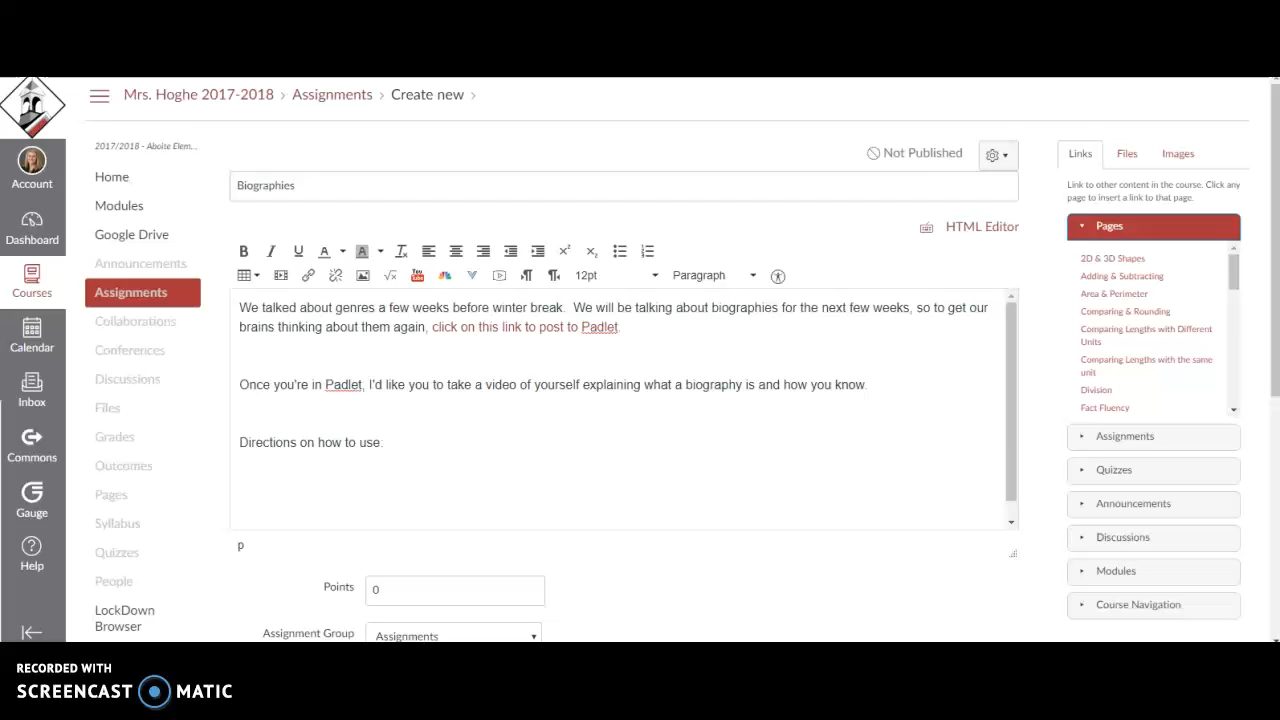 Mrs. Hoghe 2017-2018 > Assignments > Create new >
Account
Dashboard
Courses
Calendar
Inbox
Commons
Gauge
Help
2017/2018 - Aboite Elem...
Home
Modules
Google Drive
Announcements
Assignments
Collaborations
Conferences
Discussions
Files
Grades
Outcomes
Pages
Syllabus
Quizzes
People
LockDown
Browser
Not Published
Biographies
HTML Editor
B I U A A
12pt Paragraph
We talked about genres a few weeks before winter break. We will be talking about biographies for the next few weeks, so to get our
brains thinking about them again, click on this link to post to Padlet.
Once you're in Padlet, I'd like you to take a video of yourself explaining what a biography is and how you know.
Directions on how to use:
p
Points 0
Assignment Group Assignments
Links Files Images
Link to other content in the course. Click any
page to insert a link to that page.
Pages
2D & 3D Shapes
Adding & Subtracting
Area & Perimeter
Comparing & Rounding
Comparing Lengths with Different
Units
Comparing Lengths with the same
unit
Division
Fact Fluency
Assignments
Quizzes
Announcements
Discussions
Modules
Course Navigation
RECORDED WITH
SCREENCAST MATIC